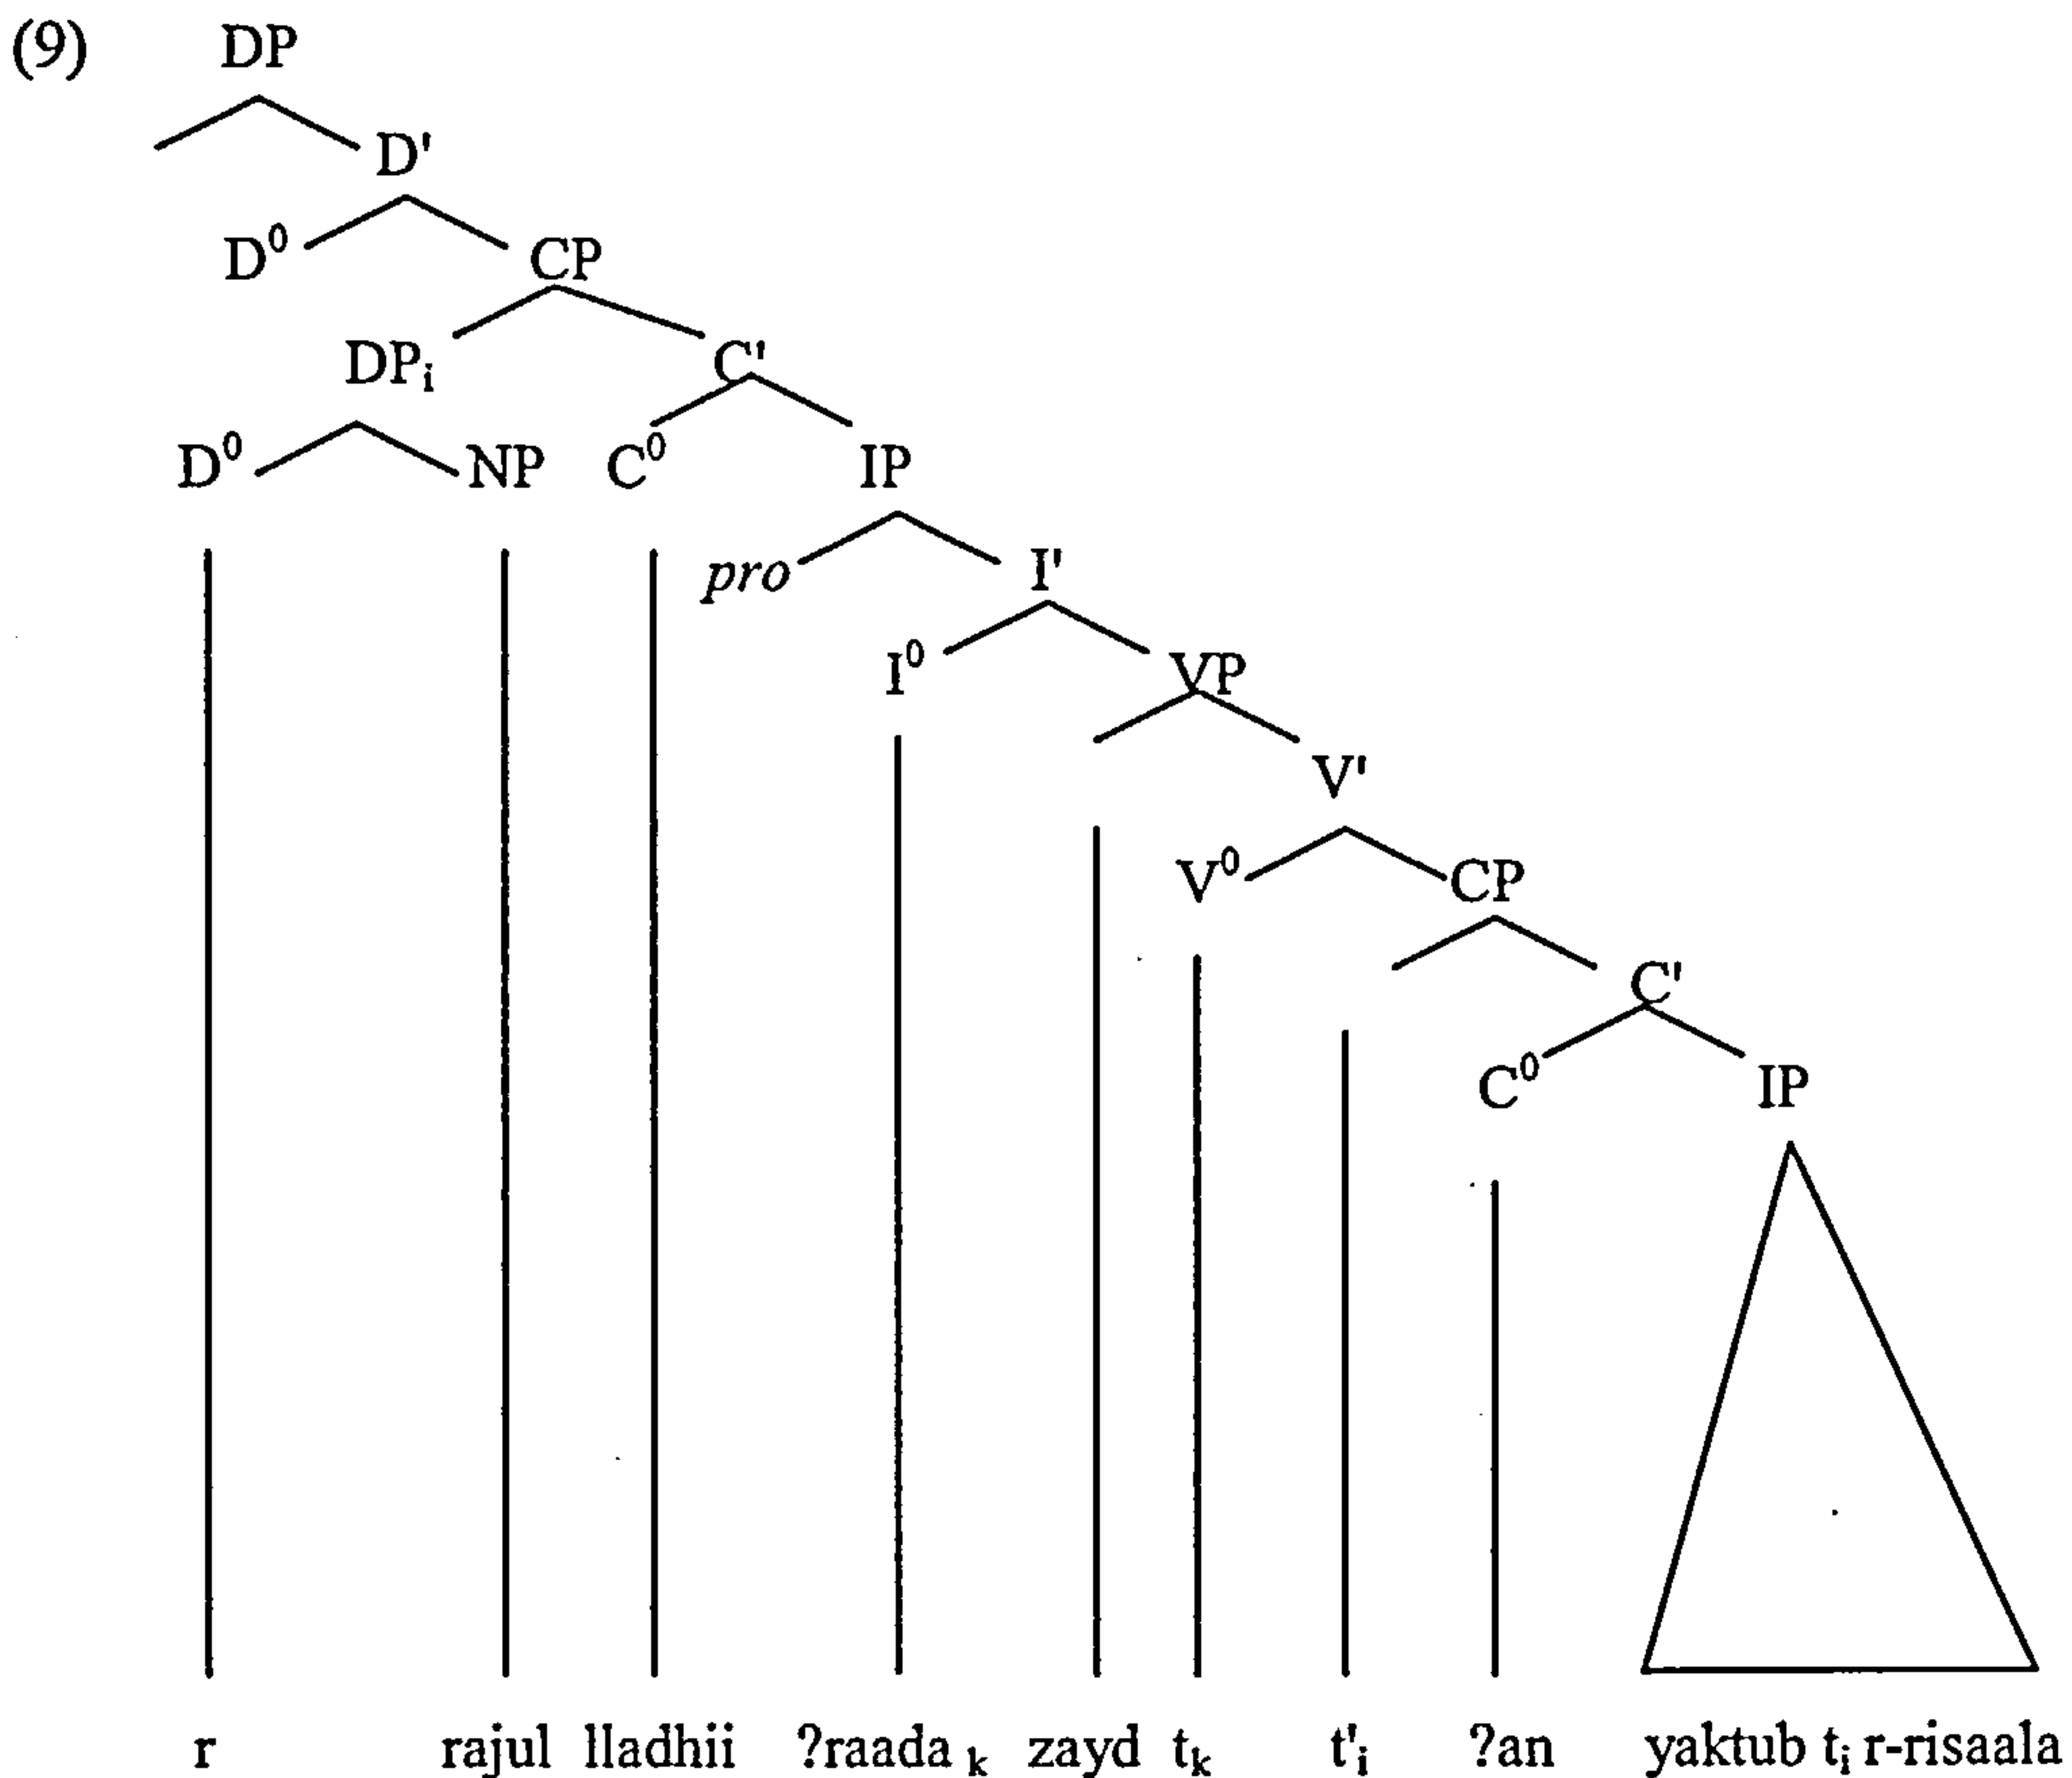 (9) DP
D'
D⁰ CP
DPᵢ C'
D⁰ NP C⁰ IP
pro I'
I⁰ VP
V'
V⁰ CP
C'
C⁰ IP
r rajul lladhii ?raada ₖ zayd tₖ t'ᵢ ?an yaktub tᵢ r-risaala